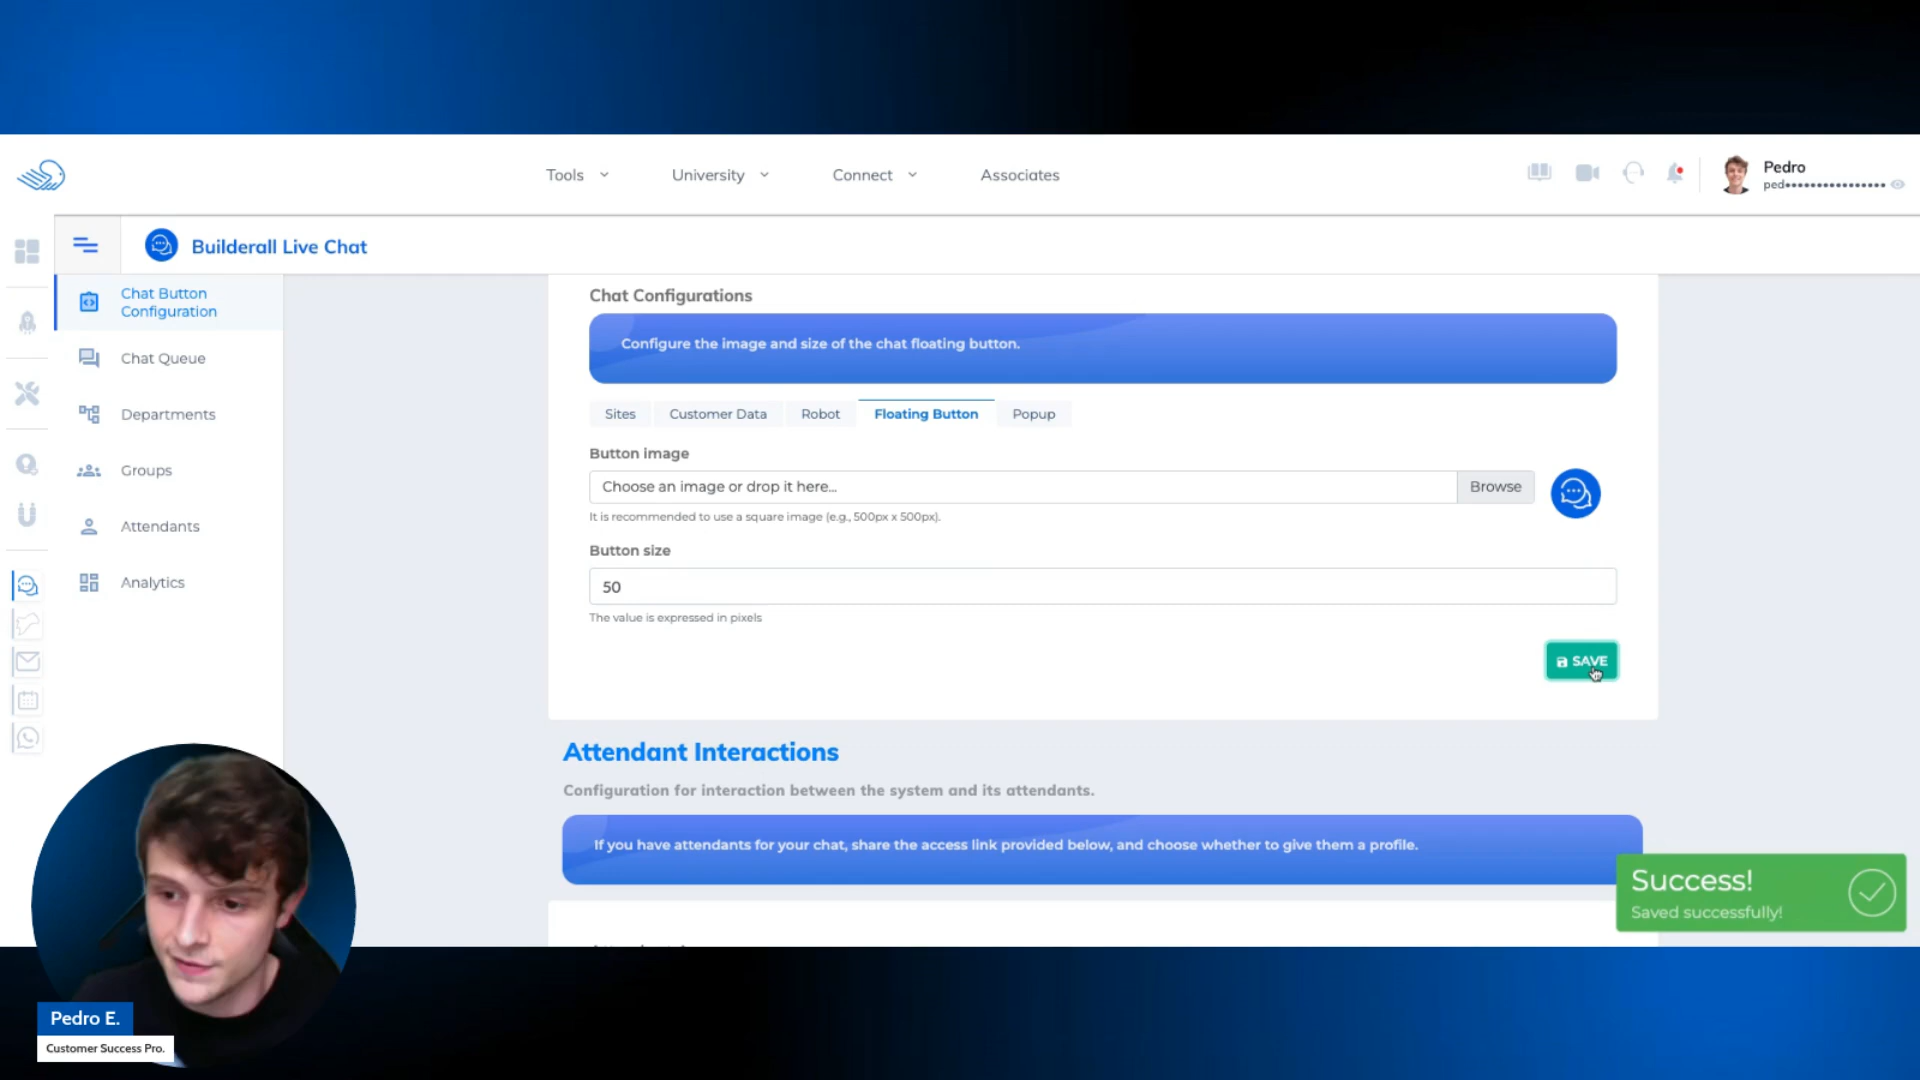 Tools
University
Connect
Associates
Pedro
ped••••••••••••••••
Builderall Live Chat
Chat Button
Configuration
Chat Queue
Departments
Groups
Attendants
Analytics
Chat Configurations
Configure the image and size of the chat floating button.
Sites
Customer Data
Robot
Floating Button
Popup
Button image
Choose an image or drop it here...
Browse
It is recommended to use a square image (e.g., 500px x 500px).
Button size
50
The value is expressed in pixels
SAVE
Attendant Interactions
Configuration for interaction between the system and its attendants.
If you have attendants for your chat, share the access link provided below, and choose whether to give them a profile.
Success!
Saved successfully!
Pedro E.
Customer Success Pro.